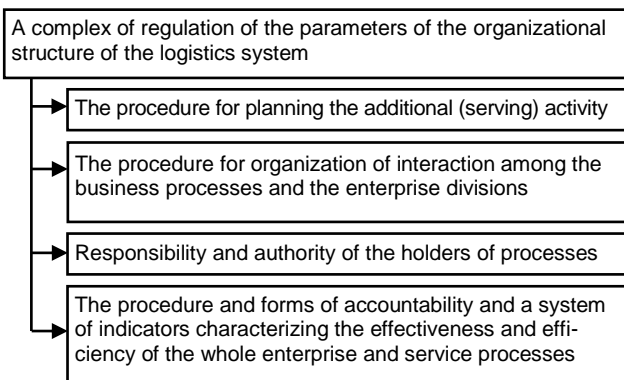 A complex of regulation of the parameters of the organizational
structure of the logistics system
The procedure for planning the additional (serving) activity
The procedure for organization of interaction among the
business processes and the enterprise divisions
Responsibility and authority of the holders of processes
The procedure and forms of accountability and a system
of indicators characterizing the effectiveness and effi-
ciency of the whole enterprise and service processes